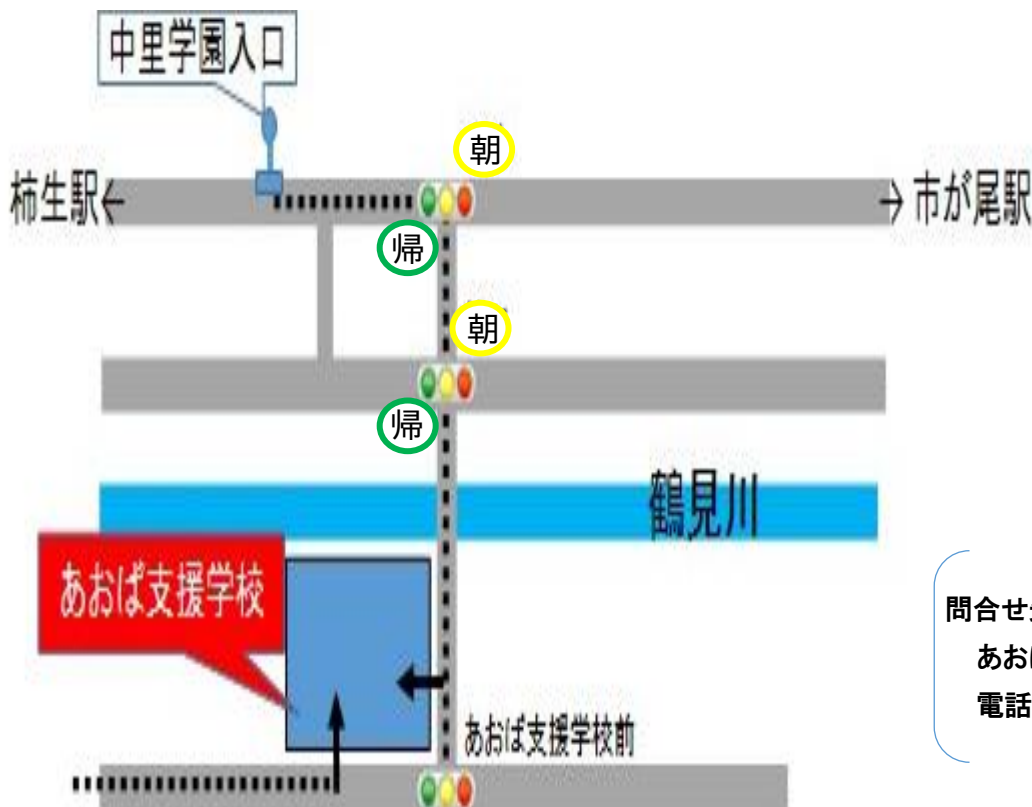 中里学園入口
朝
柿生駅←
→市が尾駅
帰
朝
帰
鶴見川
あおば支援学校
問合せ
あお
電話
あおば支援学校前